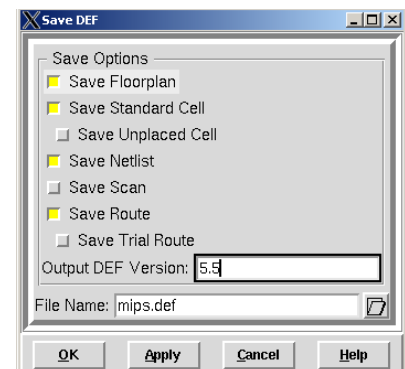 Save DEF
Save Options
Save Floorplan
Save Standard Cell
Save Unplaced Cell
Save Netlist
Save Scan
Save Route
Save Trial Route
Output DEF Version: 5.5
File Name: mips.def
OK Apply Cancel Help